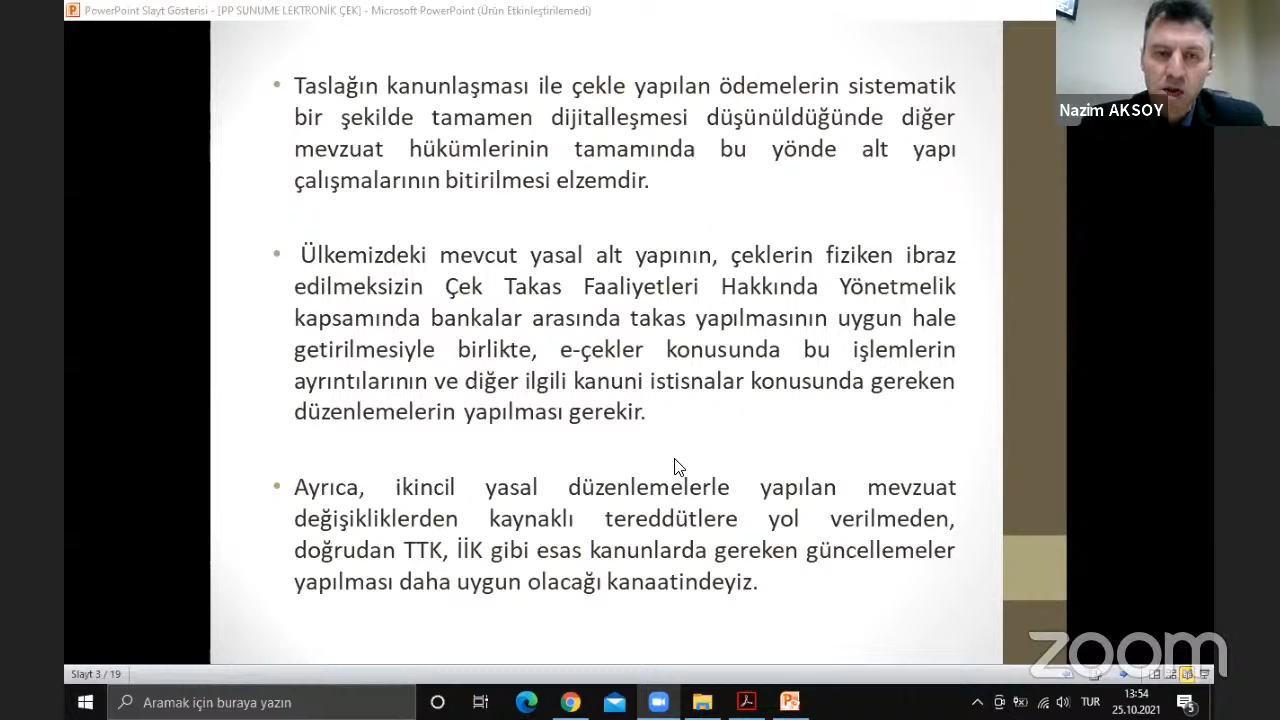 PowerPoint Slayt Gösterisi - [PP SUNUME LEKTRONİK ÇEK] - Microsoft PowerPoint (Ürün Etkinleştirilemedi)
Nazim AKSOY
• Taslağın kanunlaşması ile çekle yapılan ödemelerin sistematik
bir şekilde tamamen dijitalleşmesi düşünüldüğünde diğer
mevzuat hükümlerinin tamamında bu yönde alt yapı
çalışmalarının bitirilmesi elzemdir.
• Ülkemizdeki mevcut yasal alt yapının, çeklerin fiziken ibraz
edilmeksizin Çek Takas Faaliyetleri Hakkında Yönetmelik
kapsamında bankalar arasında takas yapılmasının uygun hale
getirilmesiyle birlikte, e-çekler konusunda bu işlemlerin
ayrıntılarının ve diğer ilgili kanuni istisnalar konusunda gereken
düzenlemelerin yapılması gerekir.
• Ayrıca, ikincil yasal düzenlemelerle yapılan mevzuat
değişikliklerden kaynaklı tereddütlere yol verilmeden,
doğrudan TTK, İİK gibi esas kanunlarda gereken güncellemeler
yapılması daha uygun olacağı kanaatindeyiz.
zoom
Slayt 3 / 19
Aramak için buraya yazın
TUR
13:54
25.10.2021
5